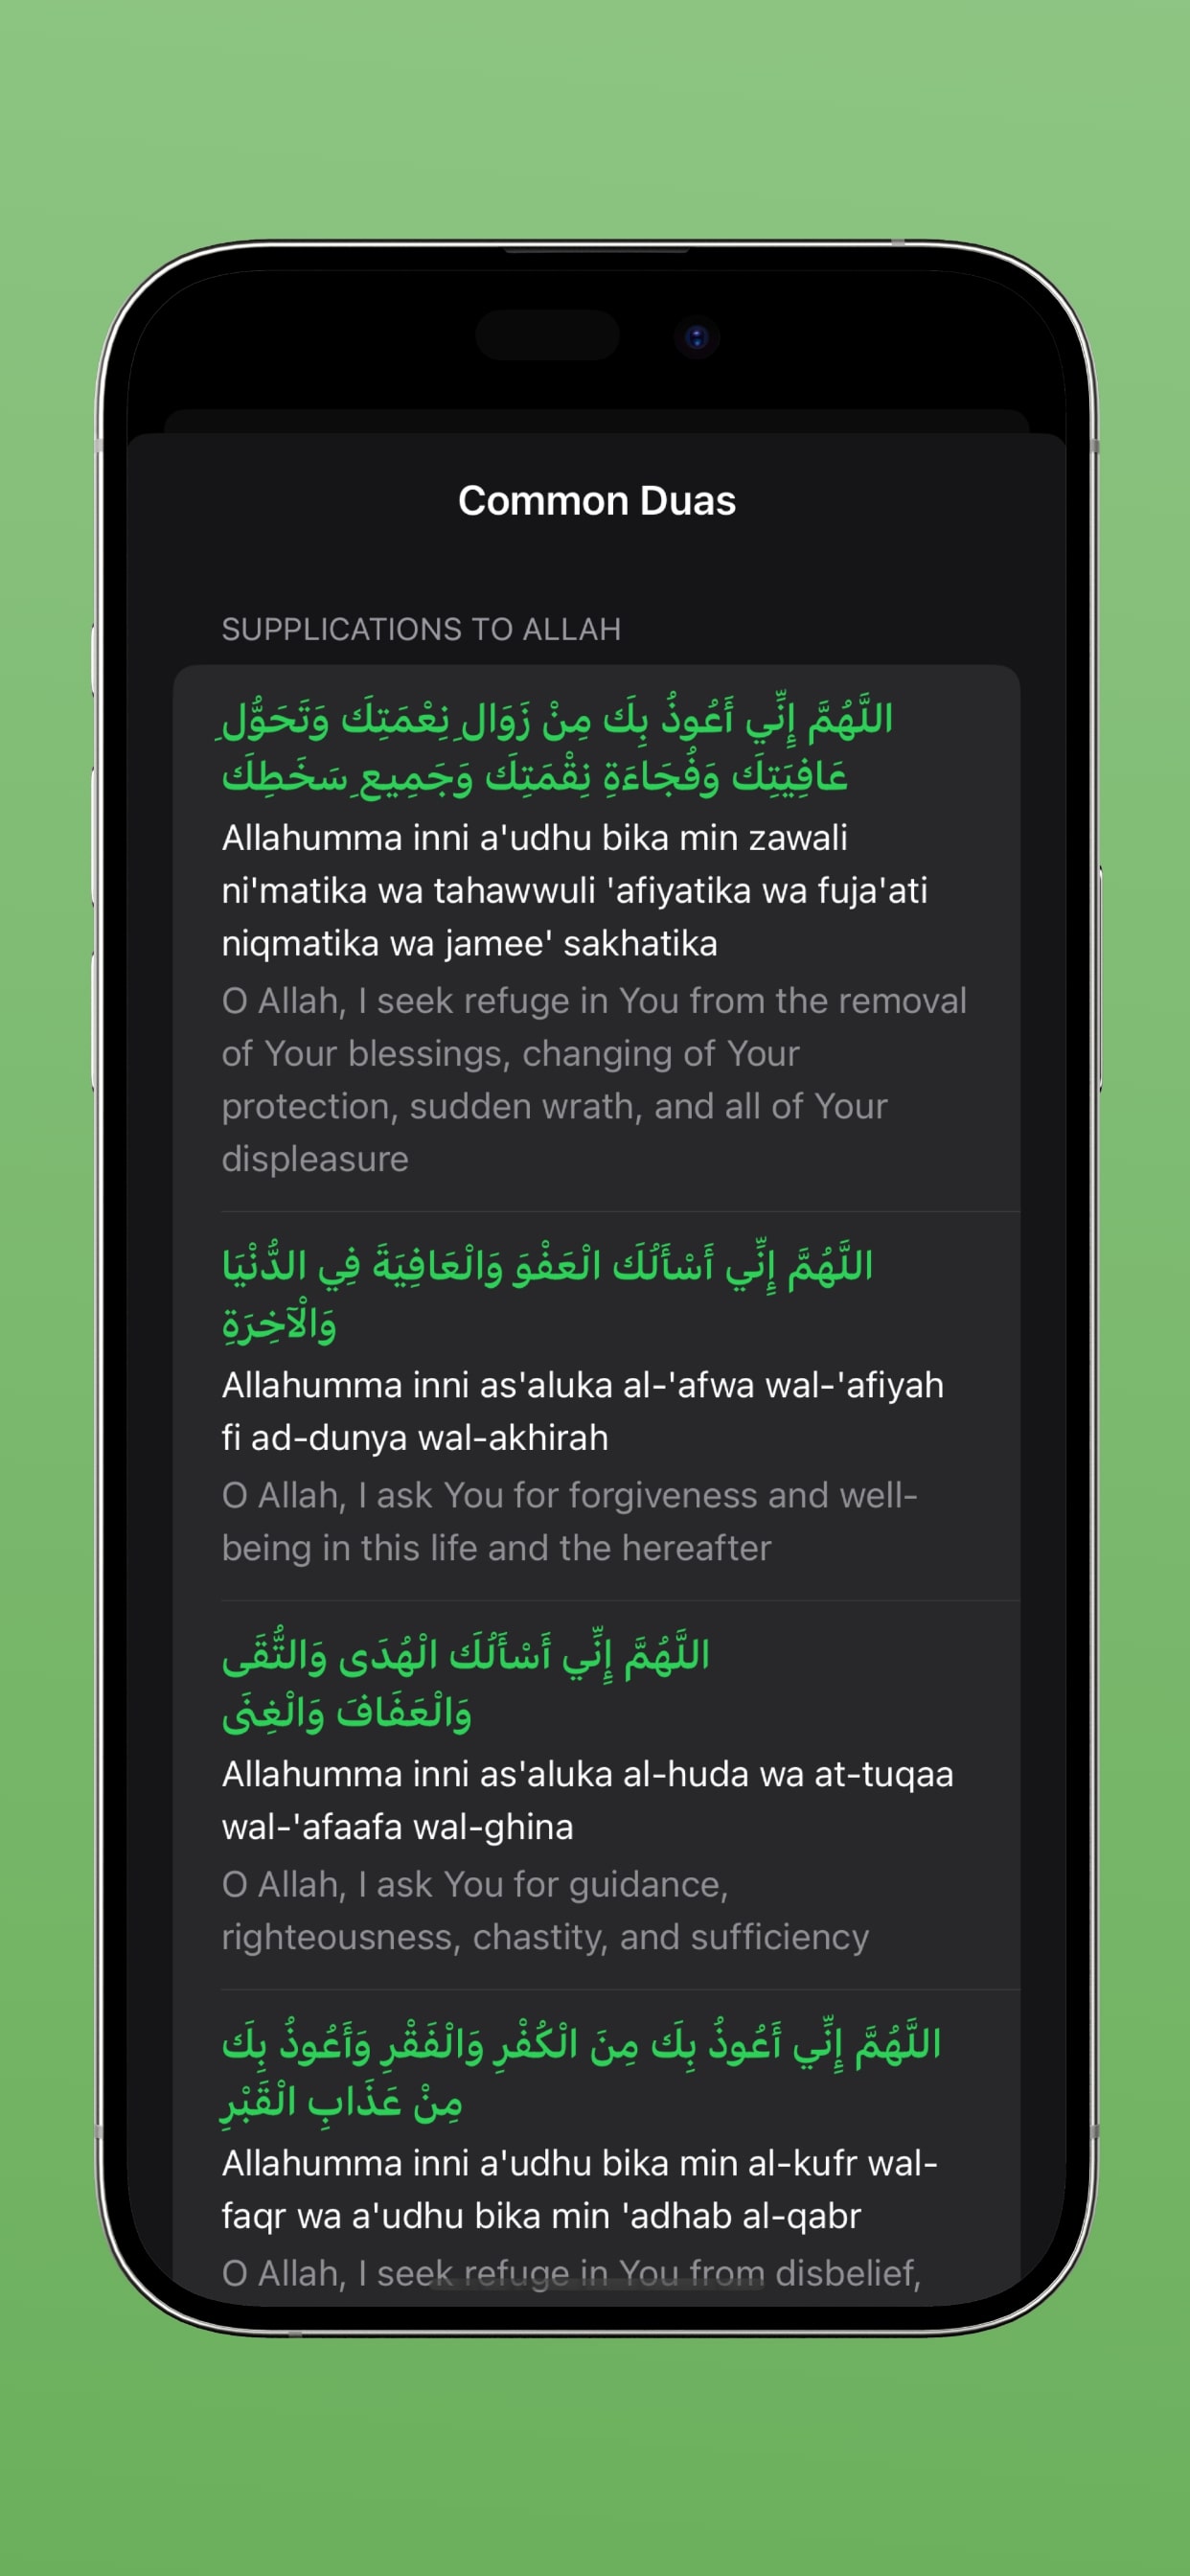 Common Duas
SUPPLICATIONS TO ALLAH
اللَّهُمَّ إِنِّي أَعُوذُ بِكَ مِنْ زَوَالِ نِعْمَتِكَ وَتَحَوُّلِ
عَافِيَتِكَ وَفُجَاءَةِ نِقْمَتِكَ وَجَمِيعِ سَخَطِكَ
Allahumma inni a'udhu bika min zawali
ni'matika wa tahawwuli 'afiyatika wa fuja'ati
niqmatika wa jamee' sakhatika
O Allah, I seek refuge in You from the removal
of Your blessings, changing of Your
protection, sudden wrath, and all of Your
displeasure
اللَّهُمَّ إِنِّي أَسْأَلُكَ الْعَفْوَ وَالْعَافِيَةَ فِي الدُّنْيَا
وَالْآخِرَةِ
Allahumma inni as'aluka al-'afwa wal-'afiyah
fi ad-dunya wal-akhirah
O Allah, I ask You for forgiveness and well-
being in this life and the hereafter
اللَّهُمَّ إِنِّي أَسْأَلُكَ الْهُدَى وَالتُّقَى
وَالْعَفَافَ وَالْغِنَى
Allahumma inni as'aluka al-huda wa at-tuqaa
wal-'afaafa wal-ghina
O Allah, I ask You for guidance,
righteousness, chastity, and sufficiency
اللَّهُمَّ إِنِّي أَعُوذُ بِكَ مِنَ الْكُفْرِ وَالْفَقْرِ وَأَعُوذُ بِكَ
مِنْ عَذَابِ الْقَبْرِ
Allahumma inni a'udhu bika min al-kufr wal-
faqr wa a'udhu bika min 'adhab al-qabr
O Allah, I seek refuge in You from disbelief,